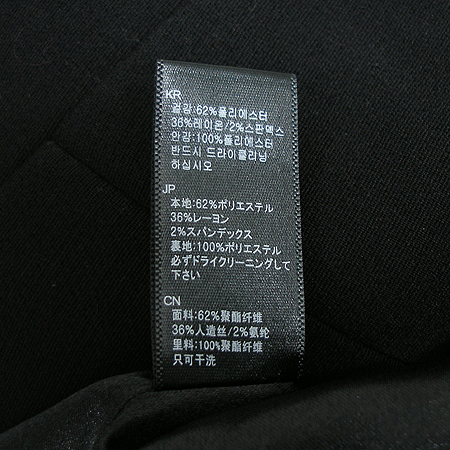 KR
겉감:62%폴리에스터
36%레이온/2%스판덱스
안감:100%폴리에스터
반드시 드라이클리닝
하십시오
JP
本地:62%ポリエステル
36%レーヨン
2%スパンデックス
裏地:100%ポリエステル
必ずドライクリーニングして
下さい
CN
面料:62%聚酯纤维
36%人造丝/2%氨纶
里料:100%聚酯纤维
只可干洗